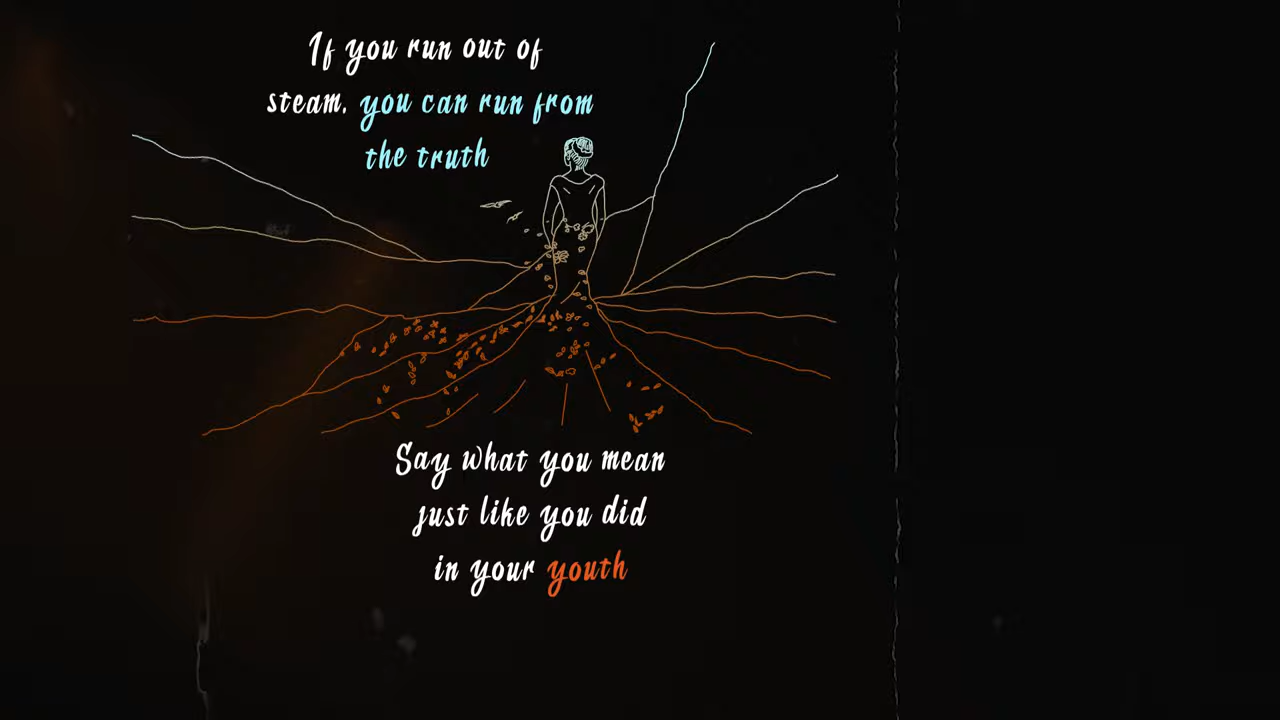 If you run out of
steam. you can run from
the truth
Say what you mean
just like you did
in your youth